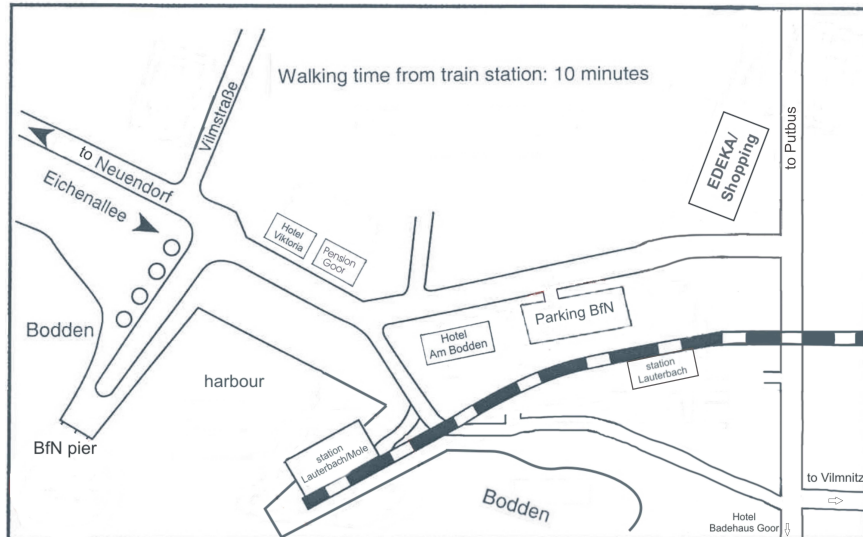 Walking time from train station: 10 minutes
Vilmstraße
to Putbus
EDEKA/
Shopping
to Neuendorf
Eichenallee
Hotel
Viktoria
Pension
Goor
Bodden
Parking BfN
Hotel
Am Bodden
station
Lauterbach
harbour
BfN pier
station
Lauterbach/Mole
Bodden
to Vilmnitz
Hotel
Badehaus Goor